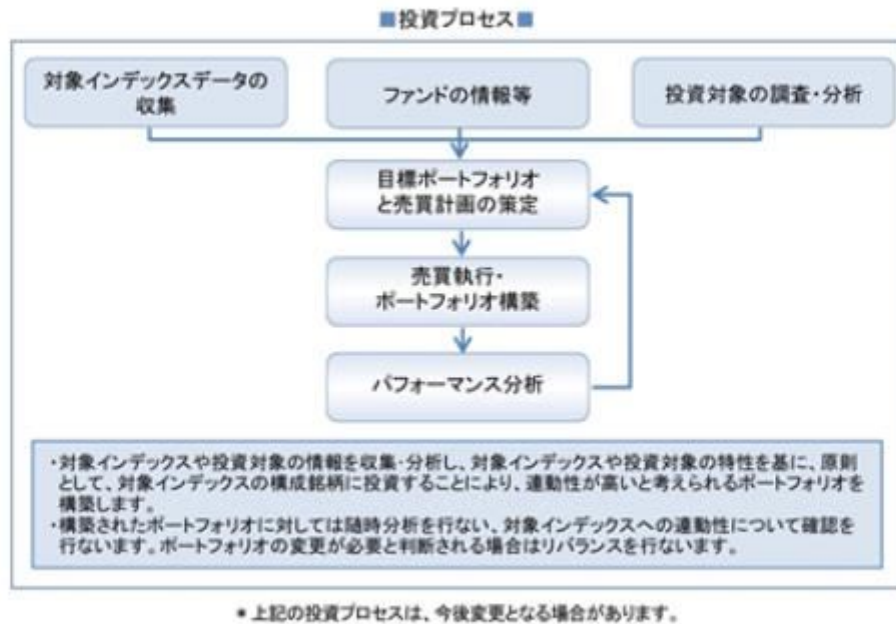 ■投資プロセス■
対象インデックスデータの
収集
ファンドの情報等
投資対象の調査・分析
目標ポートフォリオ
と売買計画の策定
売買執行・
ポートフォリオ構築
パフォーマンス分析
・対象インデックスや投資対象の情報を収集・分析し、対象インデックスや投資対象の特性を基に、原則
として、対象インデックスの構成銘柄に投資することにより、連動性が高いと考えられるポートフォリオを
構築します。
・構築されたポートフォリオに対しては随時分析を行ない、対象インデックスへの連動性について確認を
行ないます。ポートフォリオの変更が必要と判断される場合はリバランスを行ないます。
* 上記の投資プロセスは、今後変更となる場合があります。